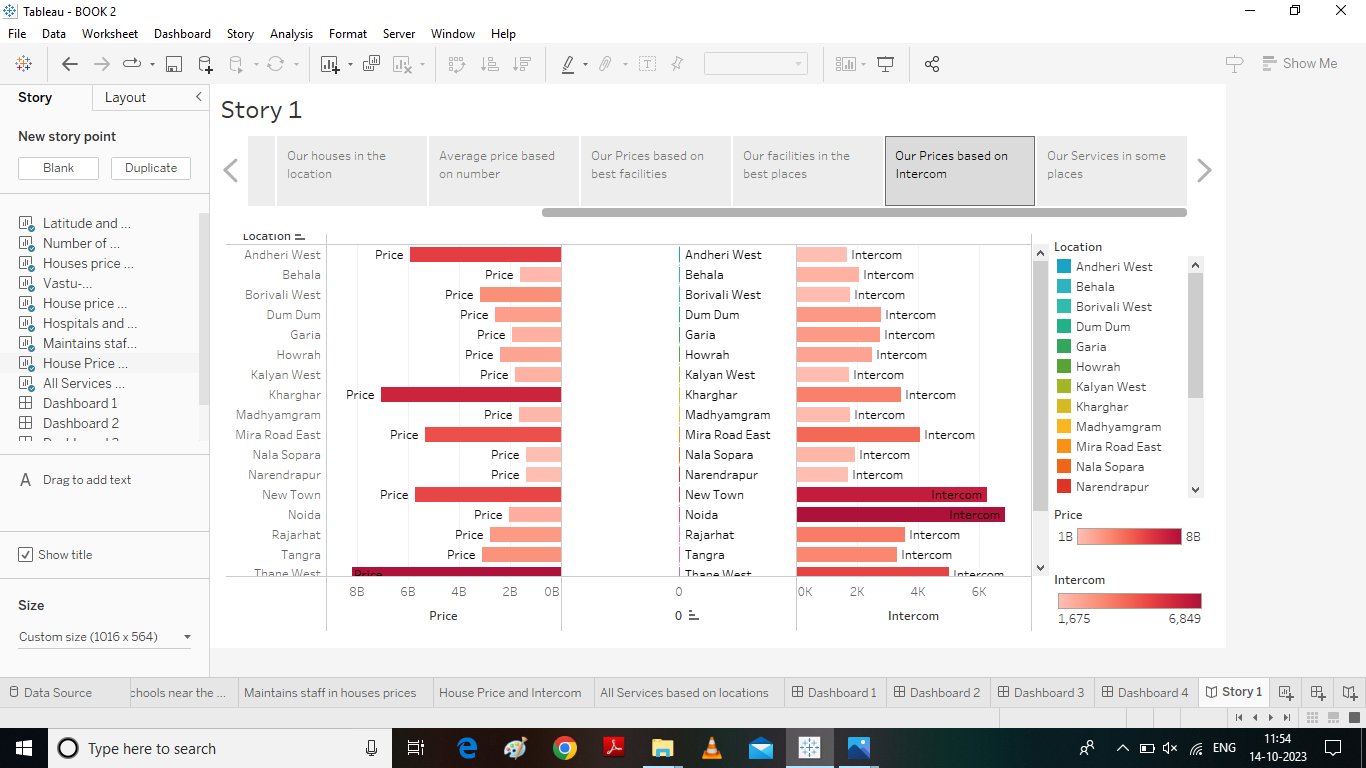 Tableau - BOOK 2
File Data Worksheet Dashboard Story Analysis Format Server Window Help
Show Me
Story Layout
New story point
Blank Duplicate
Latitude and ...
Number of ...
Houses price ...
Vastu-...
House price ...
Hospitals and ...
Maintains staf...
House Price ...
All Services ...
Dashboard 1
Dashboard 2
A Drag to add text
Show title
Size
Custom size (1016 x 564)
Story 1
Our houses in the
location
Average price based
on number
Our Prices based on
best facilities
Our facilities in the
best places
Our Prices based on
Intercom
Our Services in some
places
Location
Andheri West Price Andheri West Intercom
Behala Price Behala Intercom
Borivali West Price Borivali West Intercom
Dum Dum Price Dum Dum Intercom
Garia Price Garia Intercom
Howrah Price Howrah Intercom
Kalyan West Price Kalyan West Intercom
Kharghar Price Kharghar Intercom
Madhyamgram Price Madhyamgram Intercom
Mira Road East Price Mira Road East Intercom
Nala Sopara Price Nala Sopara Intercom
Narendrapur Price Narendrapur Intercom
New Town Price New Town Intercom
Noida Price Noida Intercom
Rajarhat Price Rajarhat Intercom
Tangra Price Tangra Intercom
Thane West Price Thane West Intercom
8B 6B 4B 2B 0B 0 0K 2K 4K 6K
Price 0 Intercom
Location
Andheri West
Behala
Borivali West
Dum Dum
Garia
Howrah
Kalyan West
Kharghar
Madhyamgram
Mira Road East
Nala Sopara
Narendrapur
Price
1B 8B
Intercom
1,675 6,849
Data Source chools near the ... Maintains staff in houses prices House Price and Intercom All Services based on locations Dashboard 1 Dashboard 2 Dashboard 3 Dashboard 4 Story 1
Type here to search
ENG
11:54
14-10-2023